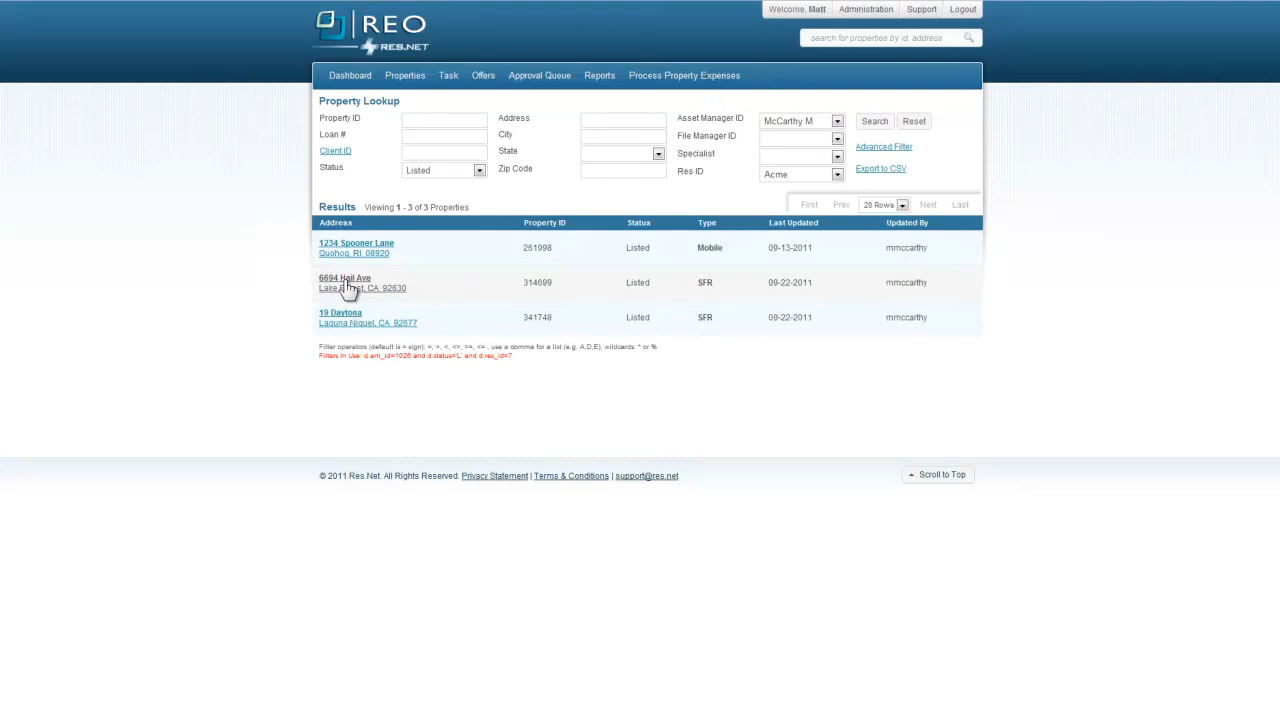 Welcome, Matt Administration Support Logout
REO
RES.NET
search for properties by id, address
Dashboard Properties Task Offers Approval Queue Reports Process Property Expenses
Property Lookup
Property ID Address Asset Manager ID McCarthy M Search Reset
Loan # City File Manager ID
Client ID State Specialist Advanced Filter
Status Listed Zip Code Res ID Acme Export to CSV
Results Viewing 1 - 3 of 3 Properties First Prev 20 Rows Next Last
Address Property ID Status Type Last Updated Updated By
1234 Spooner Lane
Quohog, RI 08920 261998 Listed Mobile 09-13-2011 mmccarthy
6694 Hail Ave
Lake CA 92630 314699 Listed SFR 09-22-2011 mmccarthy
19 Daytona
Laguna Niguel, CA 92677 341748 Listed SFR 09-22-2011 mmccarthy
Filter operators (default is = sign): =, >, <, <>, >=, <= , use a comma for a list (e.g. A,D,E), wildcards: * or %
Filters In Use: d.am_id=1026 and d.status='L' and d.res_id=7
© 2011 Res.Net. All Rights Reserved. Privacy Statement | Terms & Conditions | support@res.net Scroll to Top